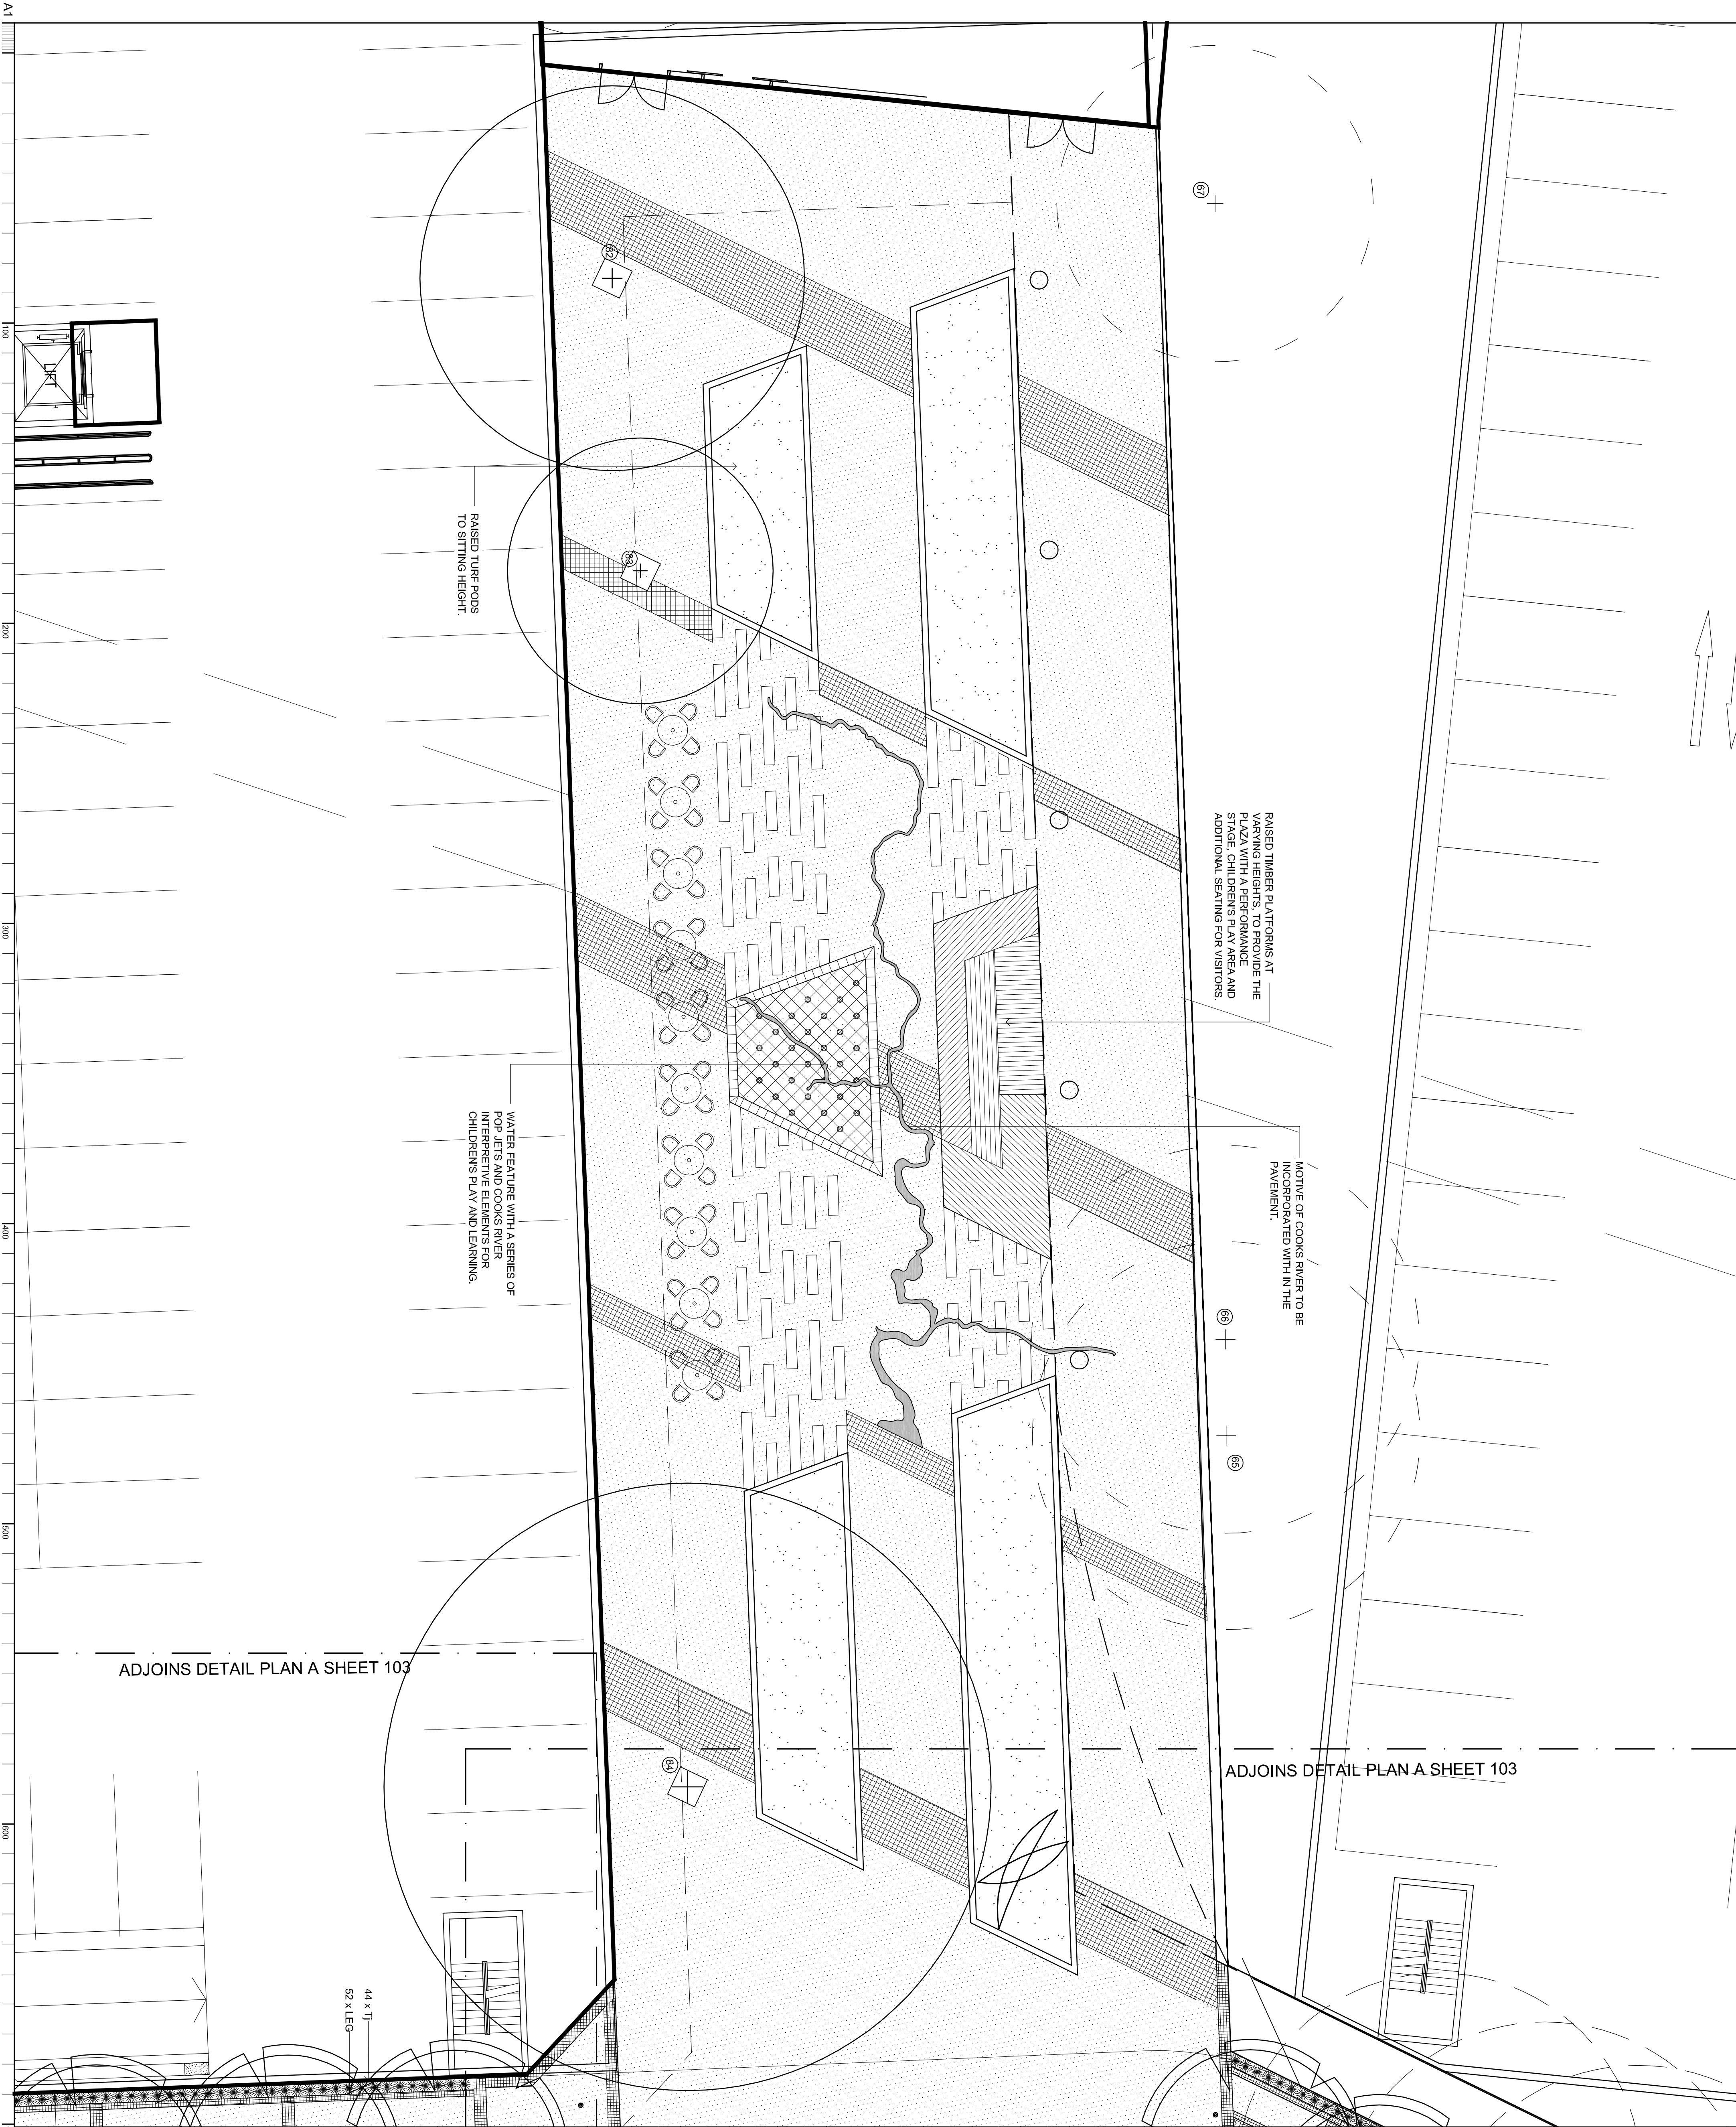 A1
100
200
300
400
500
600
LIFT
67
82
83
RAISED TURF PODS
TO SITTING HEIGHT.
RAISED TIMBER PLATFORMS AT
VARYING HEIGHTS, TO PROVIDE THE
PLAZA WITH A PERFORMANCE
STAGE, CHILDREN'S PLAY AREA AND
ADDITIONAL SEATING FOR VISITORS.
WATER FEATURE WITH A SERIES OF
POP JETS AND COOKS RIVER
INTERPRETIVE ELEMENTS FOR
CHILDREN'S PLAY AND LEARNING.
MOTIVE OF COOKS RIVER TO BE
INCORPORATED WITH IN THE
PAVEMENT.
66
65
ADJOINS DETAIL PLAN A SHEET 103
84
ADJOINS DETAIL PLAN A SHEET 103
44 x Tj
52 x LEG